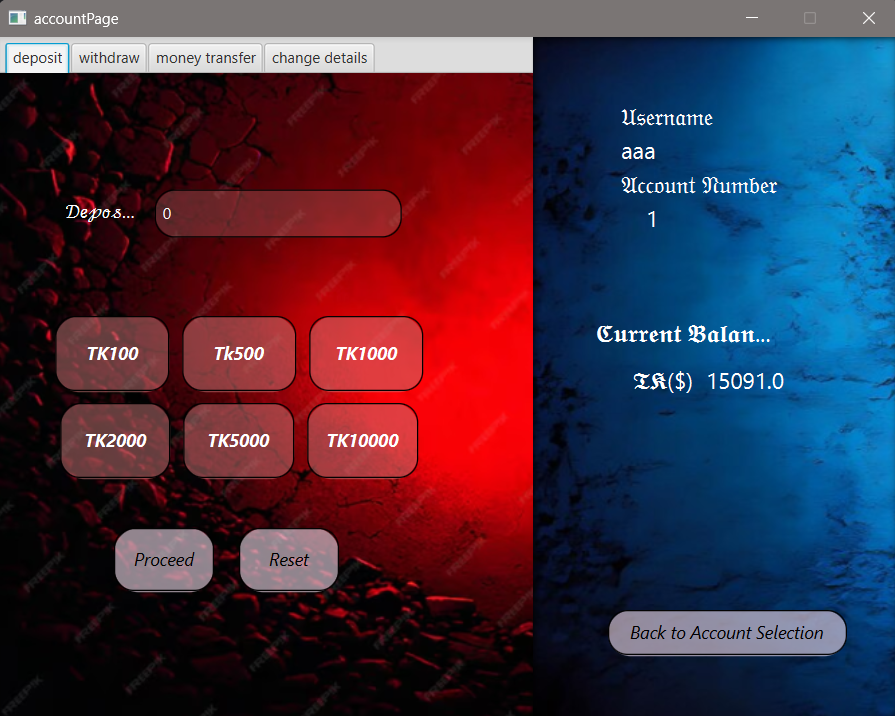 accountPage
deposit withdraw money transfer change details
Depos...
0
TK100 Tk500 TK1000
TK2000 TK5000 TK10000
Proceed Reset
Username
aaa
Account Number
1
Current Balan...
TK($) 15091.0
Back to Account Selection
FREEPIK